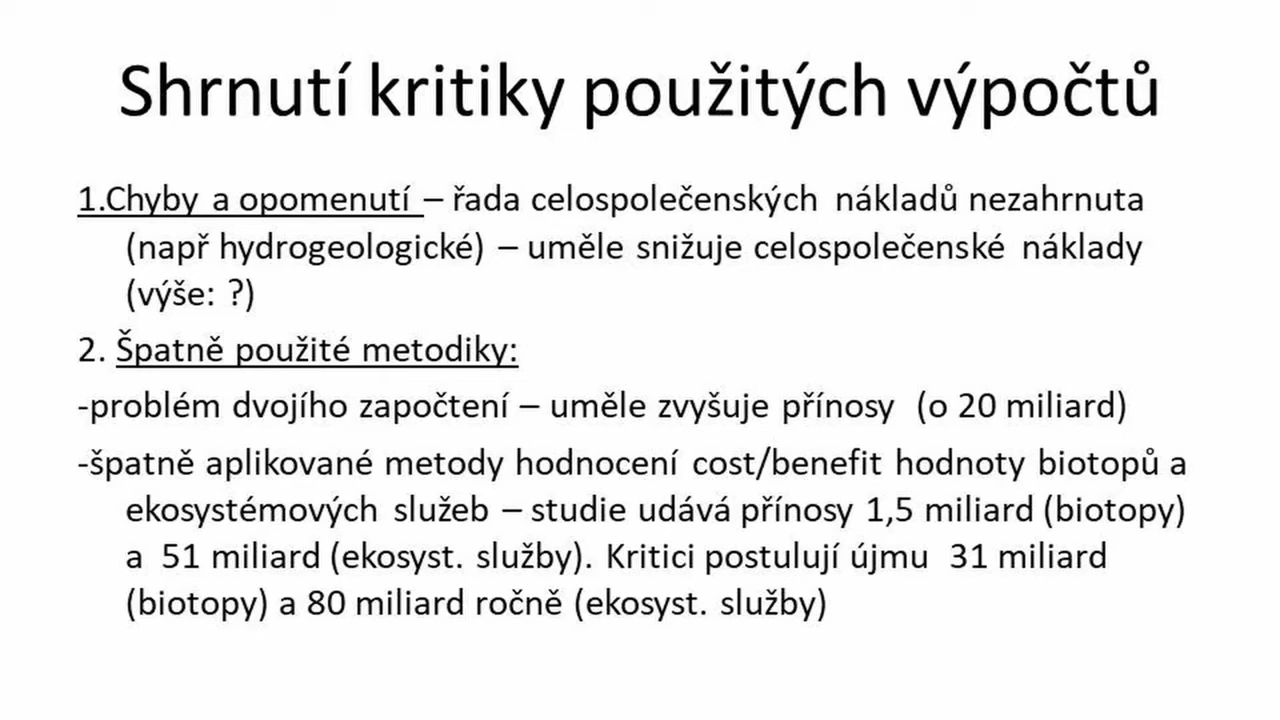 Shrnutí kritiky použitých výpočtů
1.Chyby a opomenutí – řada celospolečenských nákladů nezahrnuta
(např hydrogeologické) – uměle snižuje celospolečenské náklady
(výše: ?)
2. Špatně použité metodiky:
-problém dvojího započtení – uměle zvyšuje přínosy (o 20 miliard)
-špatně aplikované metody hodnocení cost/benefit hodnoty biotopů a
ekosystémových služeb – studie udává přínosy 1,5 miliard (biotopy)
a 51 miliard (ekosyst. služby). Kritici postulují újmu 31 miliard
(biotopy) a 80 miliard ročně (ekosyst. služby)